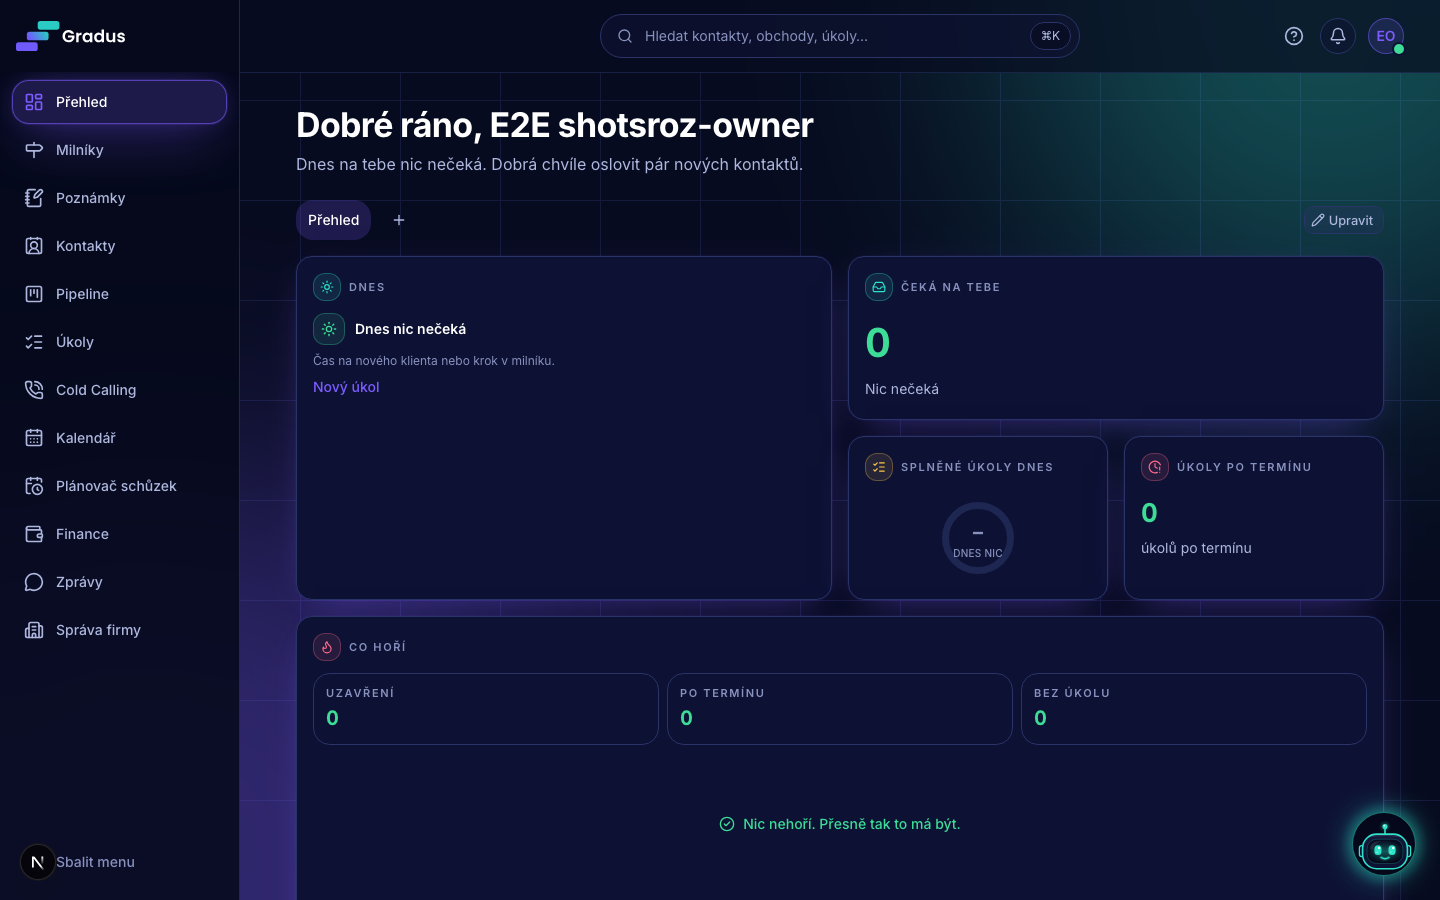 Gradus
Hledat kontakty, obchody, úkoly...
⌘K
EO
Přehled
Milníky
Poznámky
Kontakty
Pipeline
Úkoly
Cold Calling
Kalendář
Plánovač schůzek
Finance
Zprávy
Správa firmy
N
Sbalit menu
Dobré ráno, E2E shotsroz-owner
Dnes na tebe nic nečeká. Dobrá chvíle oslovit pár nových kontaktů.
Přehled
+
Upravit
DNES
Dnes nic nečeká
Čas na nového klienta nebo krok v milníku.
Nový úkol
ČEKÁ NA TEBE
0
Nic nečeká
SPLNĚNÉ ÚKOLY DNES
–
DNES NIC
ÚKOLY PO TERMÍNU
0
úkolů po termínu
CO HOŘÍ
UZAVŘENÍ
0
PO TERMÍNU
0
BEZ ÚKOLU
0
Nic nehoří. Přesně tak to má být.